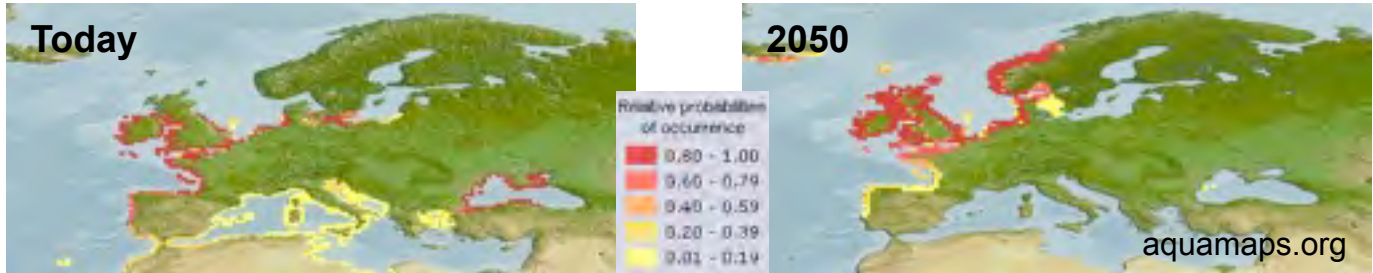 Today
2050
Relative probabilities
of occurrence
0.80 - 1.00
0.60 - 0.79
0.40 - 0.59
0.20 - 0.39
0.01 - 0.19
aquamaps.org